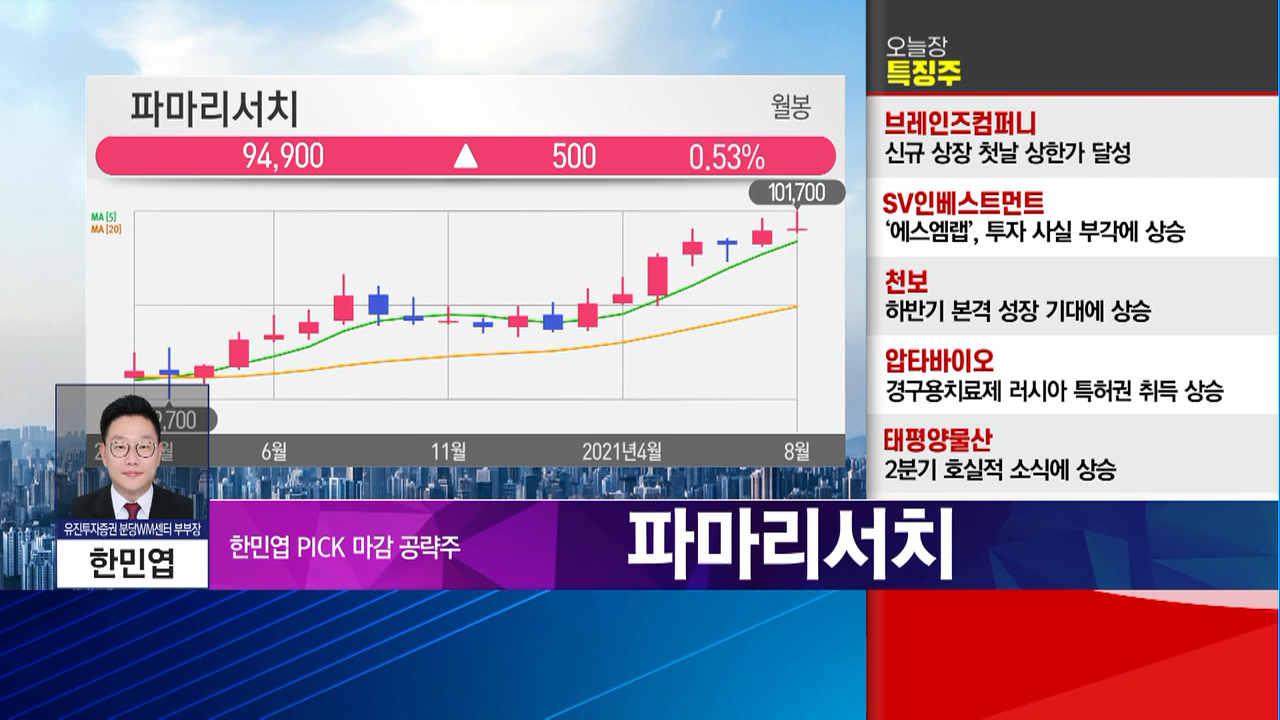 파마리서치
월봉
94,900 ▲ 500 0.53%
101,700
MA [5]
MA [20]
,700
6월 11월 2021년4월 8월
유진투자증권 분당WM센터 부부장
한민엽
한민엽 PICK 마감 공략주
파마리서치
오늘장
특징주
브레인즈컴퍼니
신규 상장 첫날 상한가 달성
SV인베스트먼트
‘에스엠랩’, 투자 사실 부각에 상승
천보
하반기 본격 성장 기대에 상승
압타바이오
경구용치료제 러시아 특허권 취득 상승
태평양물산
2분기 호실적 소식에 상승